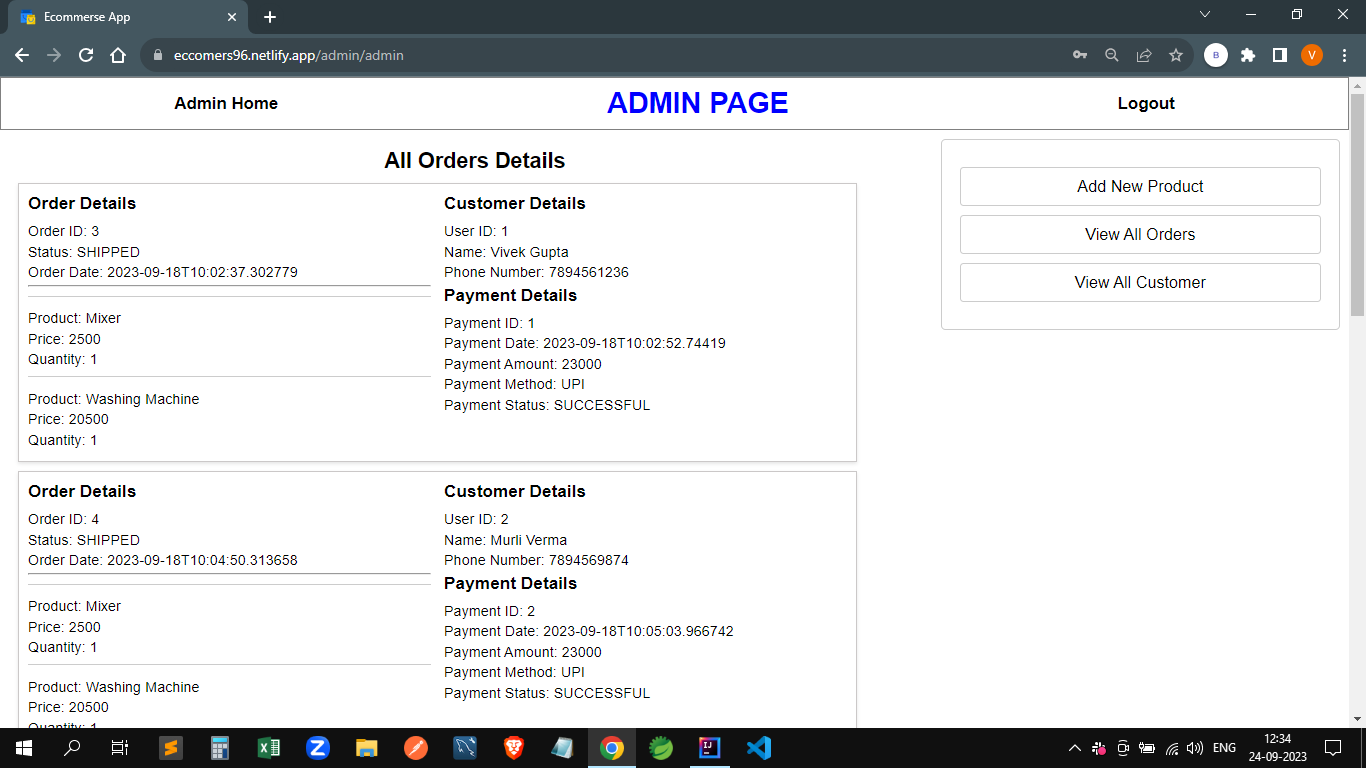 Ecommerse App
eccomers96.netlify.app/admin/admin
B
V
Admin Home
ADMIN PAGE
Logout
All Orders Details
Order Details
Order ID: 3
Status: SHIPPED
Order Date: 2023-09-18T10:02:37.302779
Product: Mixer
Price: 2500
Quantity: 1
Product: Washing Machine
Price: 20500
Quantity: 1
Customer Details
User ID: 1
Name: Vivek Gupta
Phone Number: 7894561236
Payment Details
Payment ID: 1
Payment Date: 2023-09-18T10:02:52.74419
Payment Amount: 23000
Payment Method: UPI
Payment Status: SUCCESSFUL
Order Details
Order ID: 4
Status: SHIPPED
Order Date: 2023-09-18T10:04:50.313658
Product: Mixer
Price: 2500
Quantity: 1
Product: Washing Machine
Price: 20500
Quantity: 1
Customer Details
User ID: 2
Name: Murli Verma
Phone Number: 7894569874
Payment Details
Payment ID: 2
Payment Date: 2023-09-18T10:05:03.966742
Payment Amount: 23000
Payment Method: UPI
Payment Status: SUCCESSFUL
Add New Product
View All Orders
View All Customer
ENG
12:34
24-09-2023